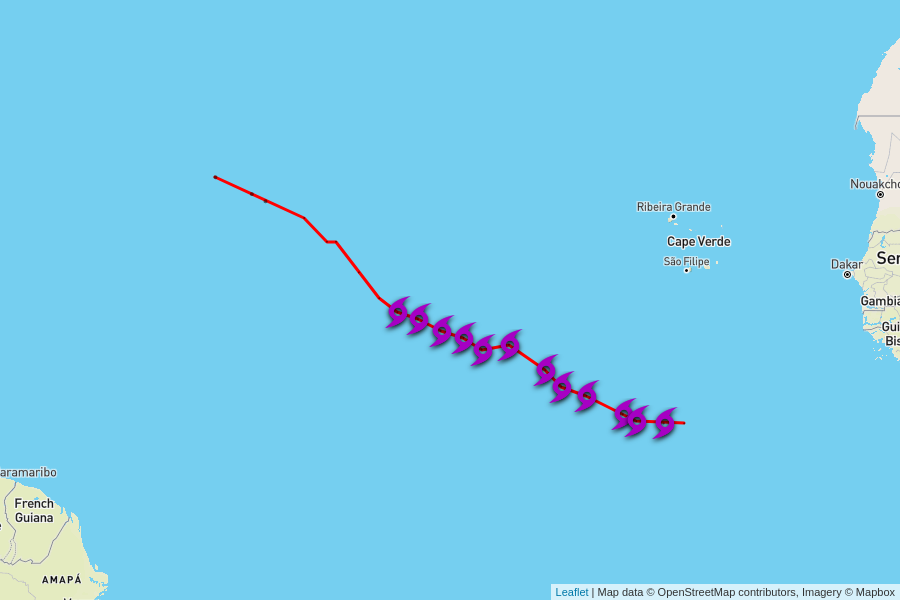 Nouakcho
Ribeira Grande
Cape Verde
São Filipe
Dakar
Sen
Gambia
Gui
Bis
aramaribo
French
Guiana
AMAPÁ
Leaflet | Map data © OpenStreetMap contributors, Imagery © Mapbox